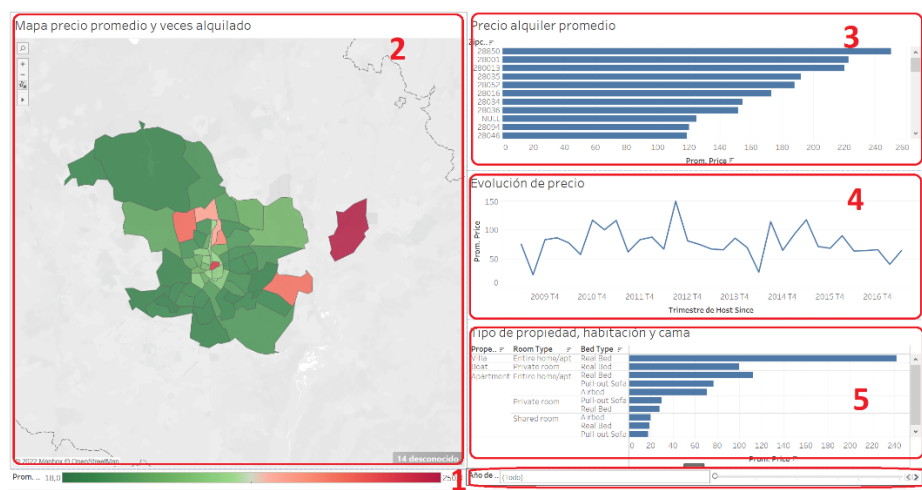 Mapa precio promedio y veces alquilado
2
© 2022 Mapbox © OpenStreetMap
14 desconocido
Prom. ...
18,0
250
1
Precio alquiler promedio
3
Zipc..
28850
28001
280013
28035
28052
28016
28034
28036
NULL
28094
28046
0 20 40 60 80 100 120 140 160 180 200 220 240 260
Prom. Price
Evolución de precio
4
Prom. Price
150
100
50
0
2009 T4 2010 T4 2011 T4 2012 T4 2013 T4 2014 T4 2015 T4 2016 T4
Trimestre de Host Since
Tipo de propiedad, habitación y cama
5
Prope.. Room Type Bed Type
Villa Entire home/apt Real Bed
Boat Private room Real Bed
Apartment Entire home/apt Real Bed
Pull-out Sofa
Airbed
Private room Pull-out Sofa
Real Bed
Shared room Airbed
Real Bed
Pull-out Sofa
0 20 40 60 80 100 120 140 160 180 200 220 240
Prom. Price
Año de ..
(Todo)